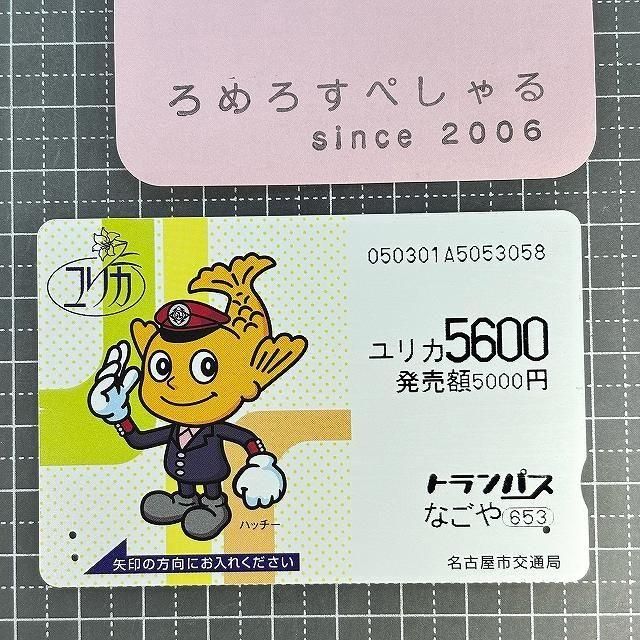 ろめろすぺしゃる
since 2006
ユリカ
050301A5053058
ユリカ5600
発売額5000円
トランパス
なごや653
ハッチー
矢印の方向にお入れください
名古屋市交通局